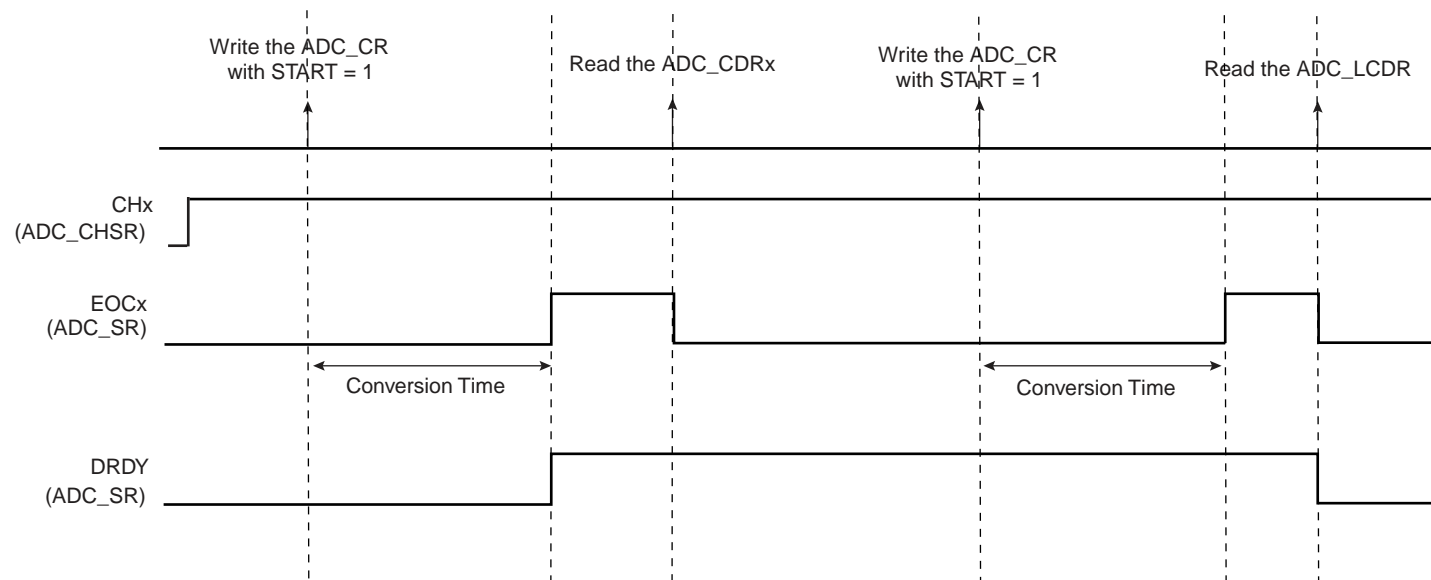 Write the ADC_CR
with START = 1
Read the ADC_CDRx
Write the ADC_CR
with START = 1
Read the ADC_LCDR
CHx
(ADC_CHSR)
EOCx
(ADC_SR)
Conversion Time
Conversion Time
DRDY
(ADC_SR)